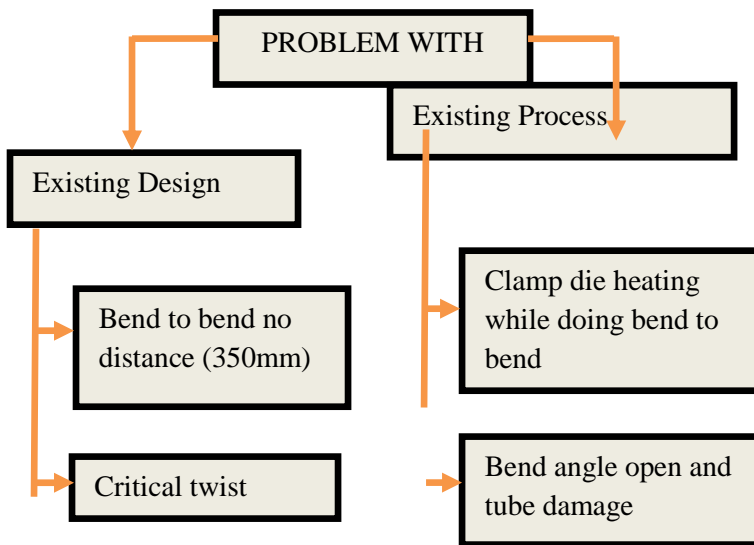 PROBLEM WITH
Existing Process
Existing Design
Bend to bend no
distance (350mm)
Critical twist
Clamp die heating
while doing bend to
bend
Bend angle open and
tube damage